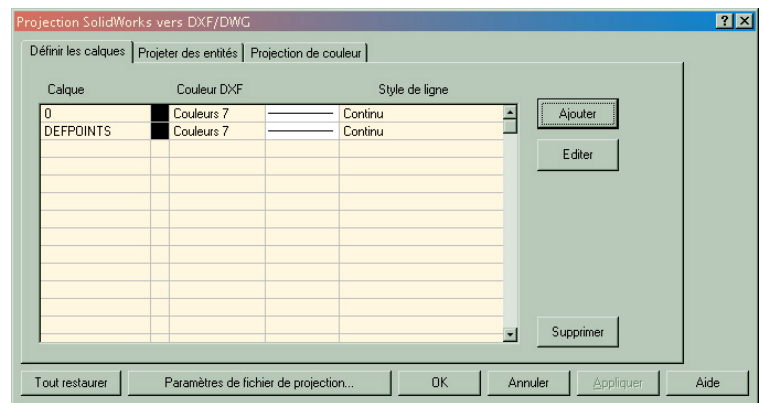 Projection SolidWorks vers DXF/DWG
Définir les calques Projeter des entités Projection de couleur
Calque Couleur DXF Style de ligne
0 Couleurs 7 Continu
DEFPOINTS Couleurs 7 Continu
Ajouter
Editer
Supprimer
Tout restaurer Paramètres de fichier de projection... OK Annuler Appliquer Aide